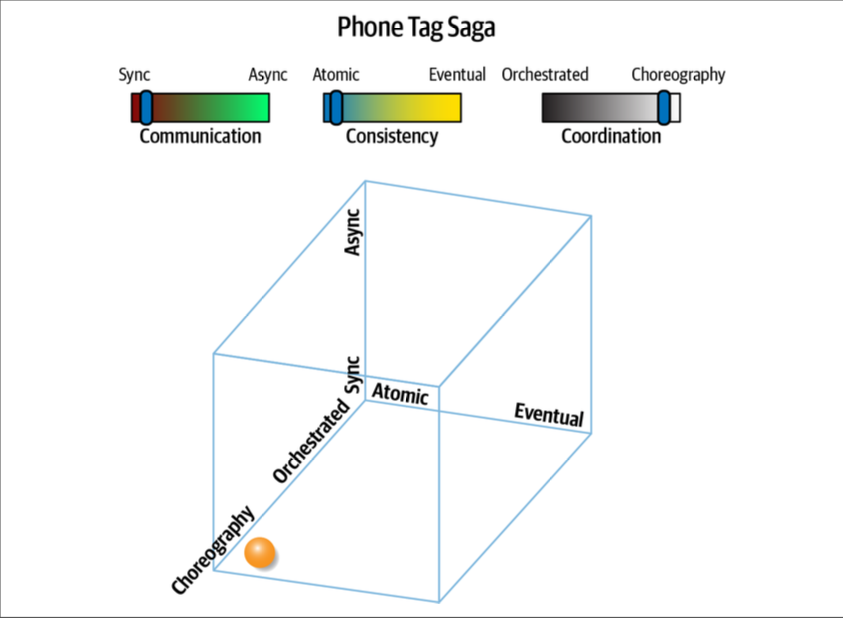 Phone Tag Saga
Sync Async Atomic Eventual Orchestrated Choreography
Communication Consistency Coordination
Async
Sync
Atomic
Eventual
Orchestrated
Choreography